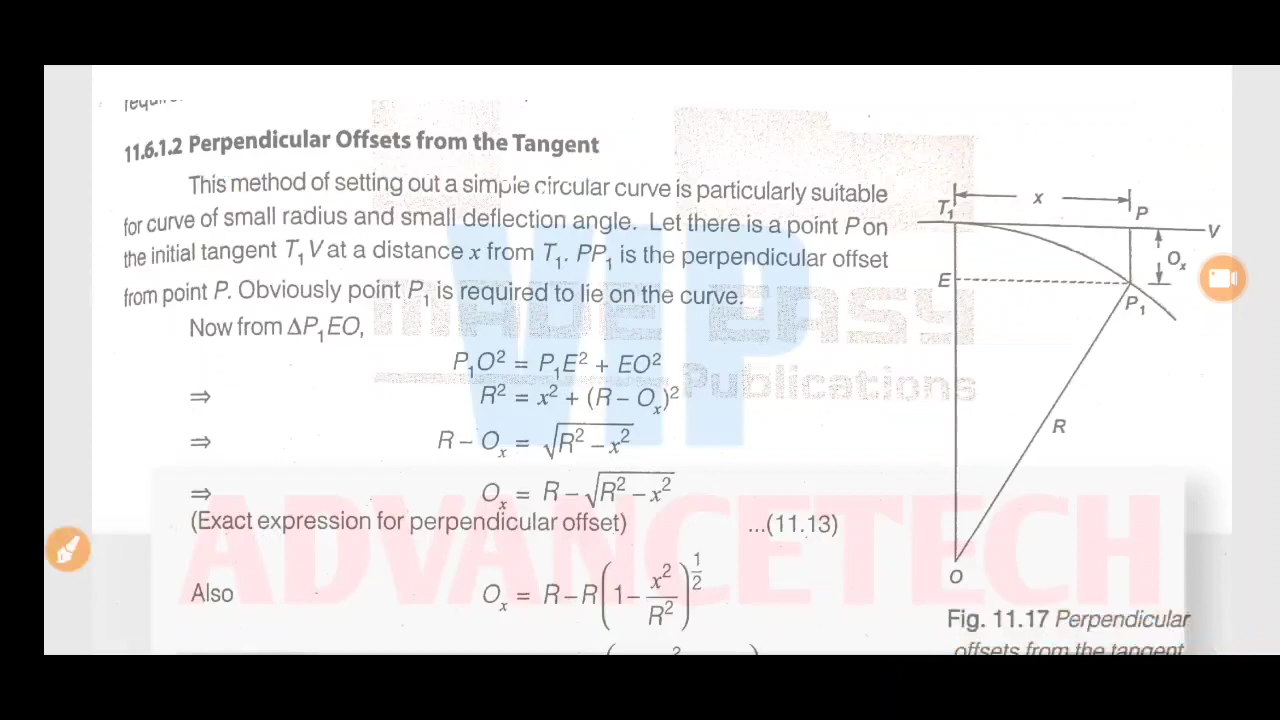 11.6.1.2 Perpendicular Offsets from the Tangent
This method of setting out a simple circular curve is particularly suitable
for curve of small radius and small deflection angle. Let there is a point P on
the initial tangent T₁V at a distance x from T₁. PP₁ is the perpendicular offset
from point P. Obviously point P₁ is required to lie on the curve.
Now from ΔP₁EO,
P₁O² = P₁E² + EO²
⇒ R² = x² + (R – Oₓ)²
⇒ R – Oₓ = √(R² – x²)
⇒ Oₓ = R – √(R² – x²)
(Exact expression for perpendicular offset) ...(11.13)
Also Oₓ = R – R(1 – x²/R²)^(1/2)
T₁
x
P
V
Oₓ
E
P₁
R
O
Fig. 11.17 Perpendicular
offsets from the tangent
made easy
Publications
VIP
ADVANCETECH